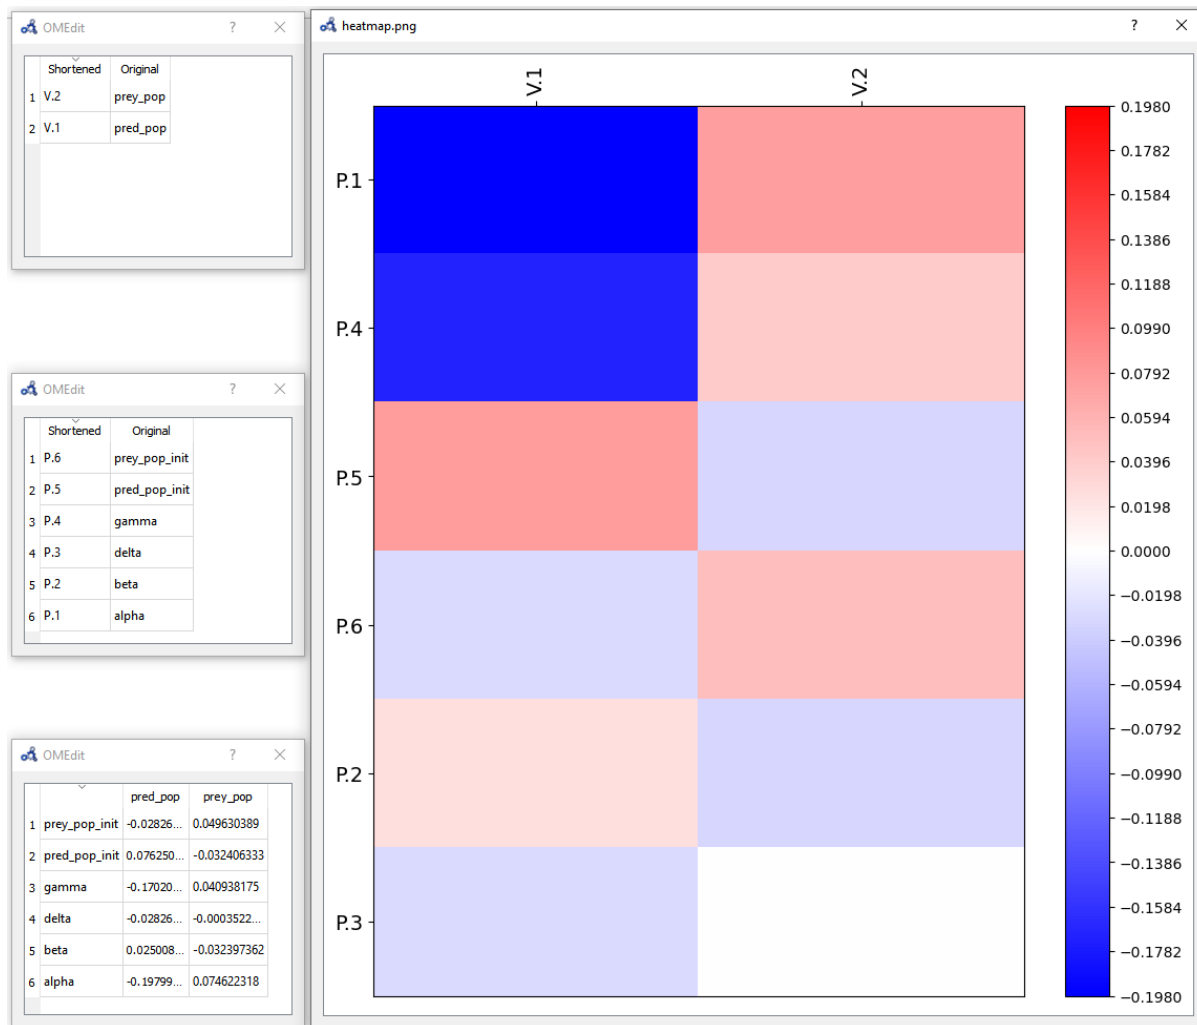 OMEdit ? ×
Shortened Original
1 V.2 prey_pop
2 V.1 pred_pop
OMEdit ? ×
Shortened Original
1 P.6 prey_pop_init
2 P.5 pred_pop_init
3 P.4 gamma
4 P.3 delta
5 P.2 beta
6 P.1 alpha
OMEdit ? ×
pred_pop prey_pop
1 prey_pop_init -0.02826... 0.049630389
2 pred_pop_init 0.076250... -0.032406333
3 gamma -0.17020... 0.040938175
4 delta -0.02826... -0.0003522...
5 beta 0.025008... -0.032397362
6 alpha -0.19799... 0.074622318
heatmap.png ? ×
V.1 V.2
P.1
P.4
P.5
P.6
P.2
P.3
0.1980
0.1782
0.1584
0.1386
0.1188
0.0990
0.0792
0.0594
0.0396
0.0198
0.0000
−0.0198
−0.0396
−0.0594
−0.0792
−0.0990
−0.1188
−0.1386
−0.1584
−0.1782
−0.1980